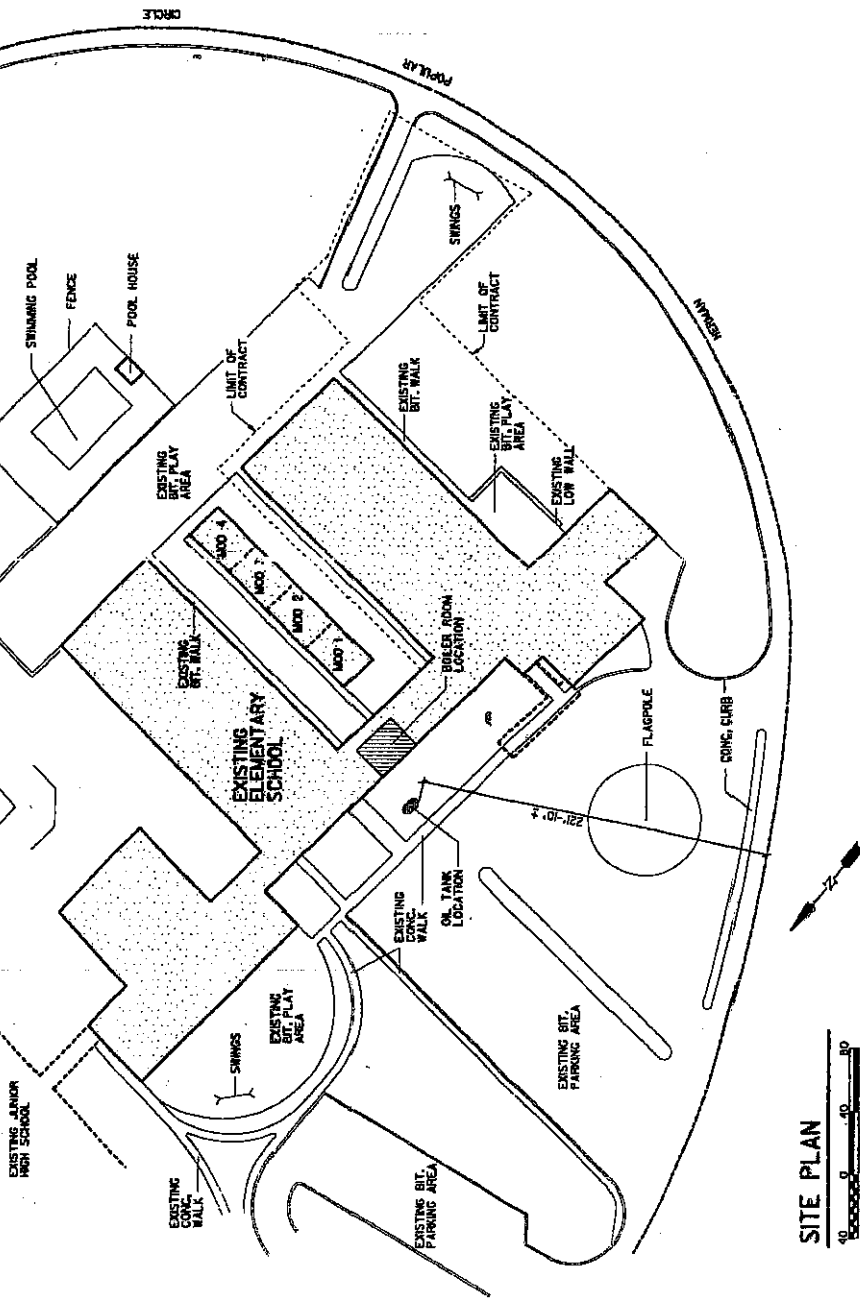 CIRCLE
POPULAR
HERMAN
SWIMMING POOL
FENCE
POOL HOUSE
SWINGS
LIMIT OF
CONTRACT
LIMIT OF
CONTRACT
EXISTING
BIT. PLAY
AREA
EXISTING
BIT. WALK
EXISTING
BIT. PLAY
AREA
EXISTING
LOW WALL
MOD 4
MOD
MOD 2
MOD 1
EXISTING
BIT. WALK
BOILER ROOM
LOCATION
EXISTING
ELEMENTARY
SCHOOL
FLAGPOLE
CONC. CURB
221'-10" ±
OIL TANK
LOCATION
EXISTING
CONC.
WALK
EXISTING
BIT. PLAY
AREA
SWINGS
EXISTING JUNIOR
HIGH SCHOOL
EXISTING
CONC.
WALK
EXISTING BIT.
PARKING AREA
EXISTING BIT.
PARKING AREA
N
SITE PLAN
40 0 40 80